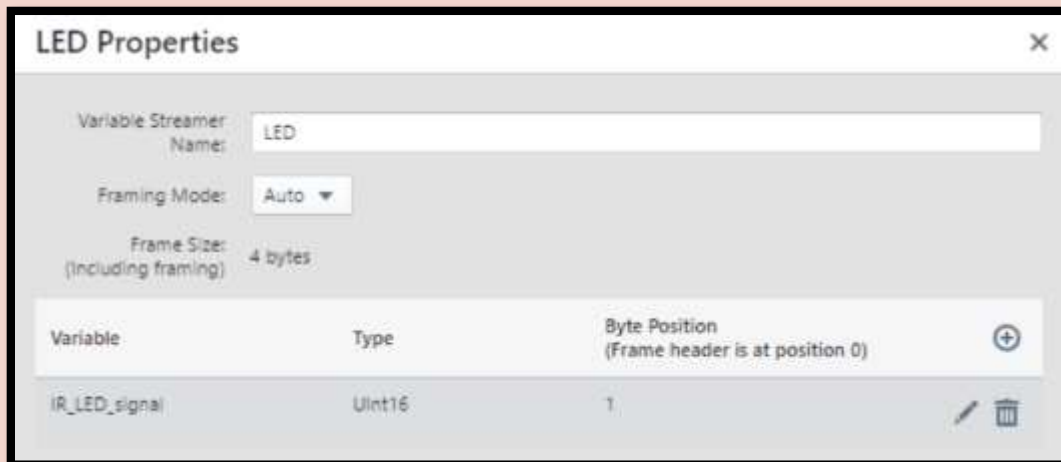 LED Properties
Variable Streamer
Name:
LED
Framing Mode:
Auto
Frame Size:
(Including framing)
4 bytes
Variable
Type
Byte Position
(Frame header is at position 0)
IR_LED_signal
UInt16
1